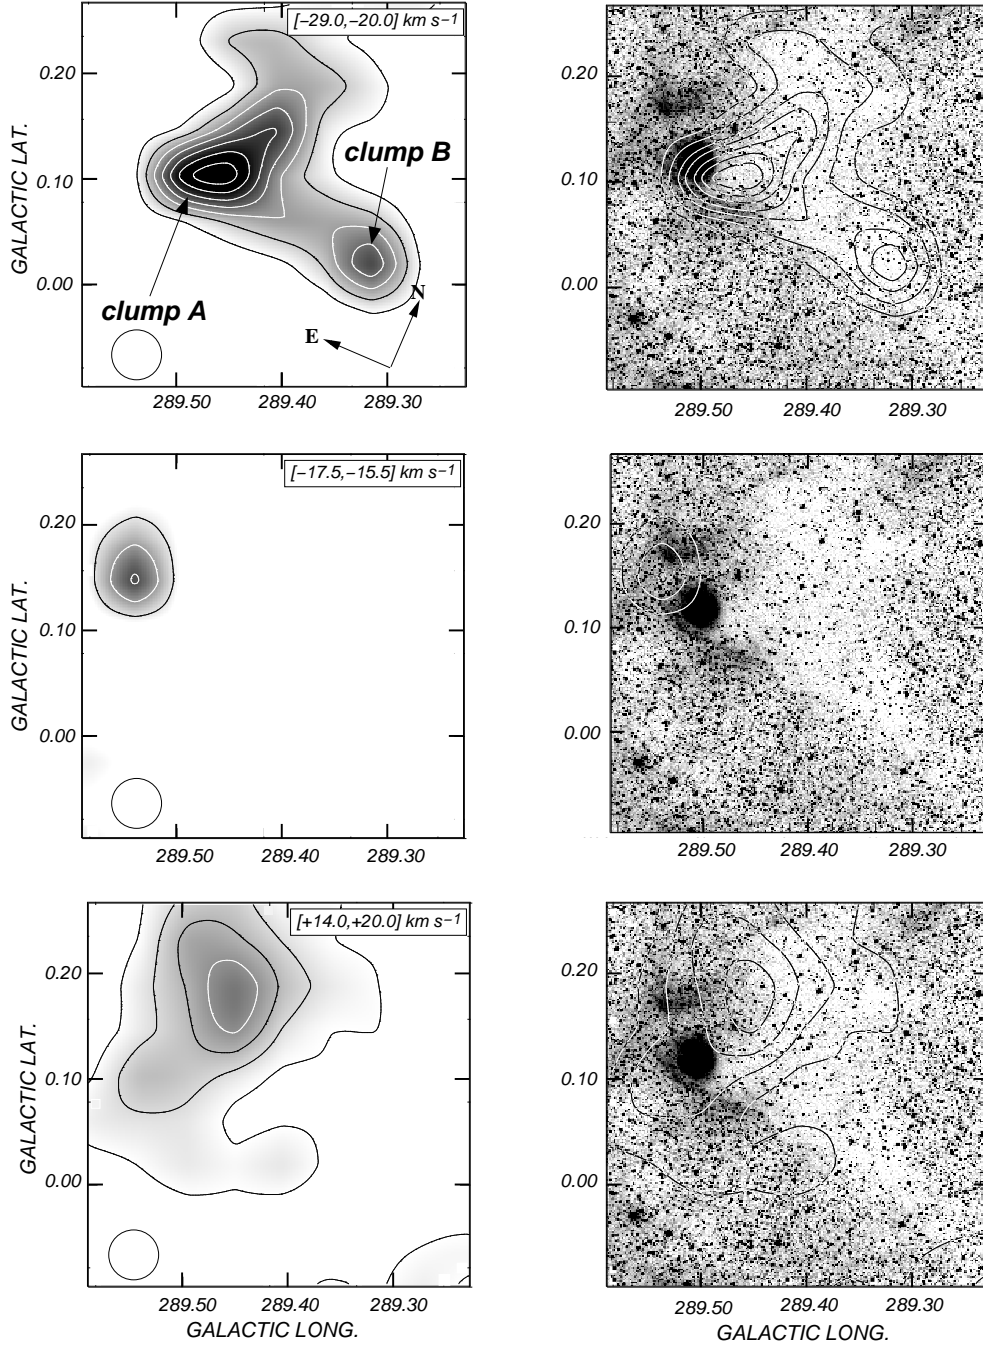 [−29.0,−20.0] km s−1
GALACTIC LAT.
0.20
0.10
0.00
clump B
clump A
N
E
289.50 289.40 289.30
0.20
0.10
0.00
289.50 289.40 289.30
[−17.5,−15.5] km s−1
GALACTIC LAT.
0.20
0.10
0.00
289.50 289.40 289.30
0.20
0.10
0.00
289.50 289.40 289.30
[+14.0,+20.0] km s−1
GALACTIC LAT.
0.20
0.10
0.00
289.50 289.40 289.30
GALACTIC LONG.
0.20
0.10
0.00
289.50 289.40 289.30
GALACTIC LONG.